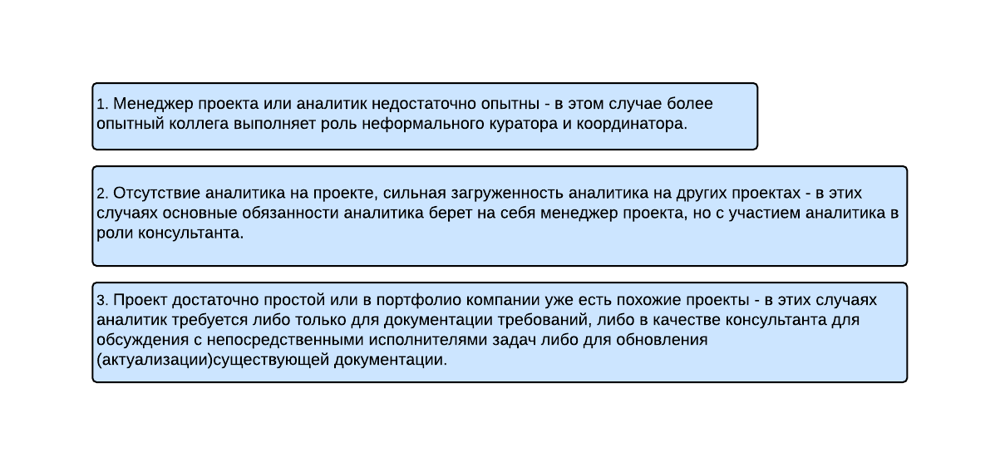 1. Менеджер проекта или аналитик недостаточно опытны - в этом случае более
опытный коллега выполняет роль неформального куратора и координатора.
2. Отсутствие аналитика на проекте, сильная загруженность аналитика на других проектах - в этих
случаях основные обязанности аналитика берет на себя менеджер проекта, но с участием аналитика в
роли консультанта.
3. Проект достаточно простой или в портфолио компании уже есть похожие проекты - в этих случаях
аналитик требуется либо только для документации требований, либо в качестве консультанта для
обсуждения с непосредственными исполнителями задач либо для обновления
(актуализации)существующей документации.